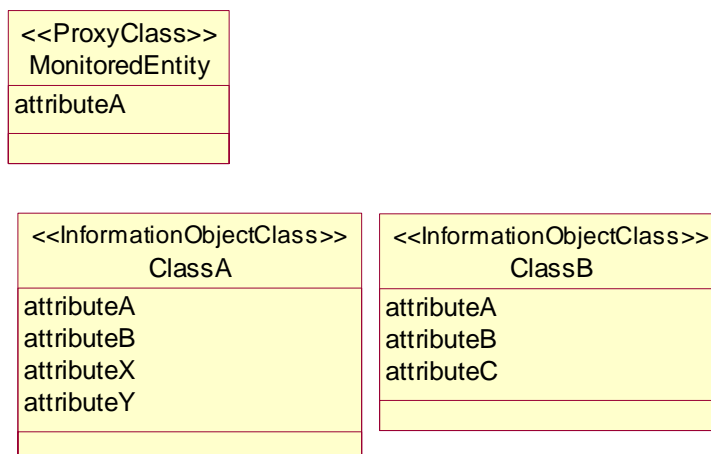 <<ProxyClass>>
MonitoredEntity
attributeA
<<InformationObjectClass>>
ClassA
attributeA
attributeB
attributeX
attributeY
<<InformationObjectClass>>
ClassB
attributeA
attributeB
attributeC